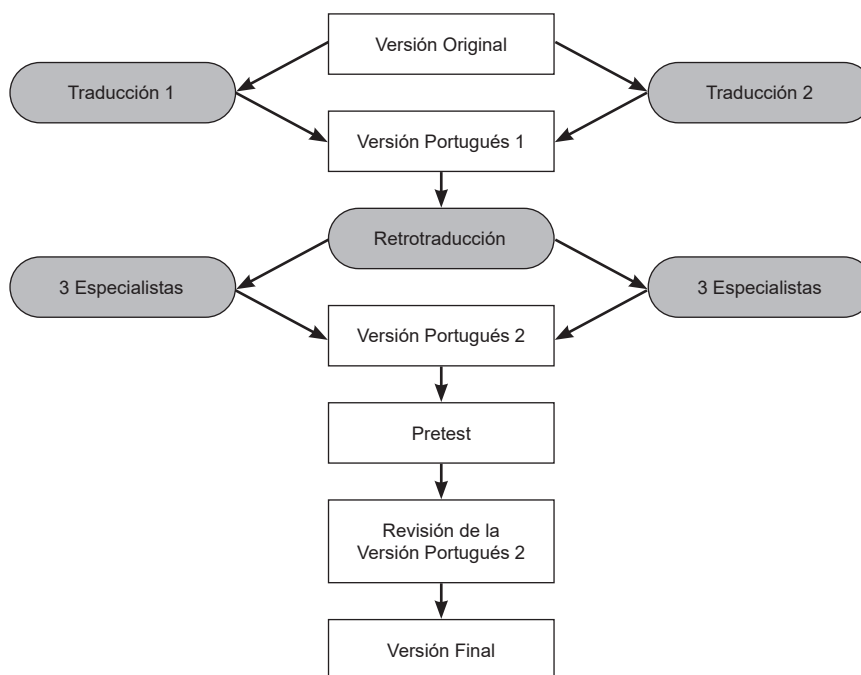 Versión Original
Traducción 1
Traducción 2
Versión Portugués 1
Retrotraducción
3 Especialistas
3 Especialistas
Versión Portugués 2
Pretest
Revisión de la
Versión Portugués 2
Versión Final